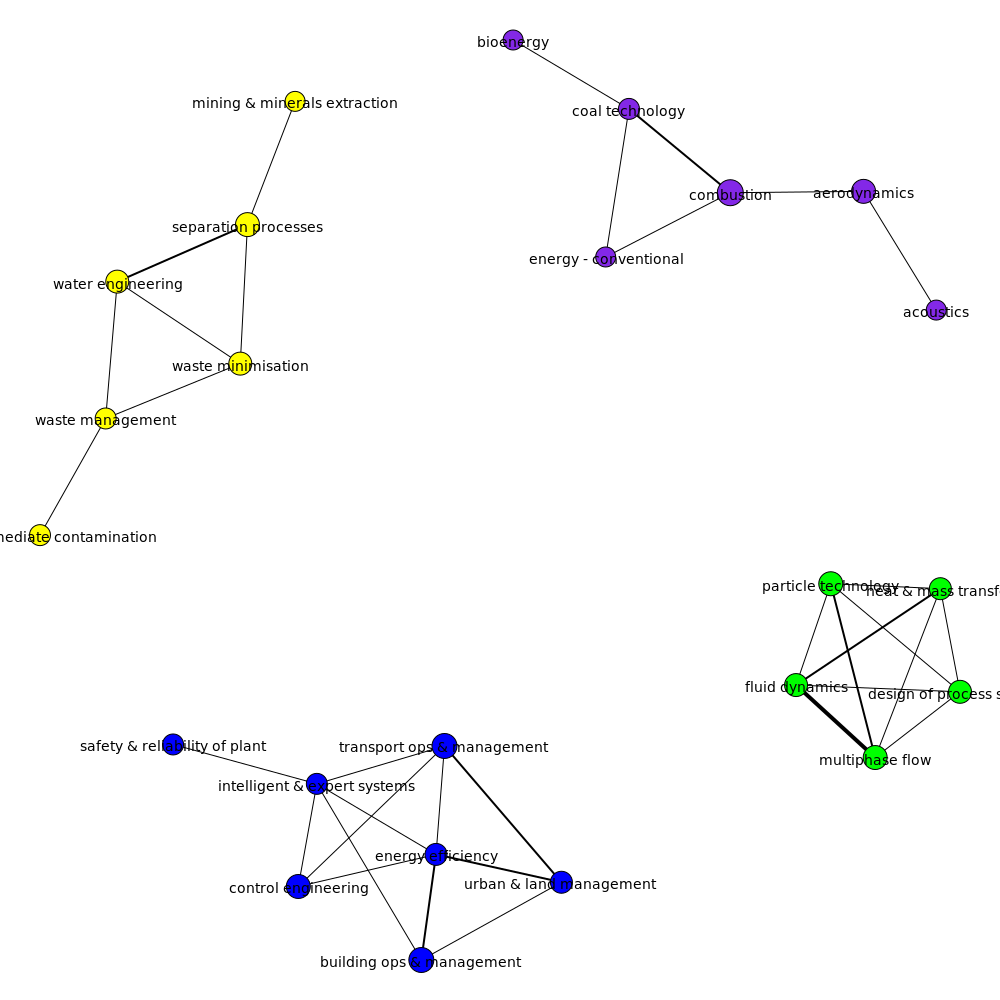 bioenergy
mining & minerals extraction
coal technology
aerodynamics
combustion
separation processes
energy - conventional
water engineering
acoustics
waste minimisation
waste management
mediate contamination
particle technology
heat & mass transf
fluid dynamics
design of process s
safety & reliability of plant
transport ops & management
multiphase flow
intelligent & expert systems
energy efficiency
control engineering
urban & land management
building ops & management